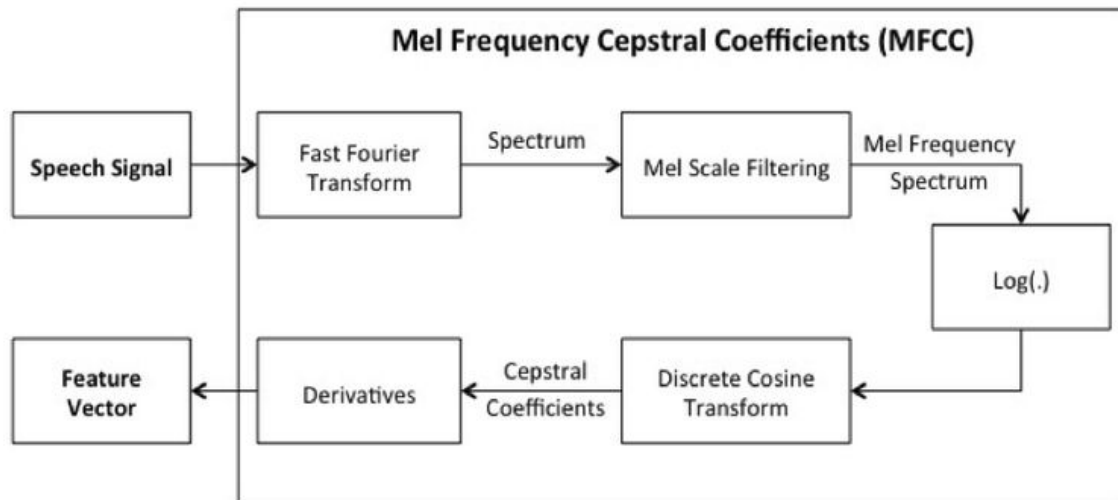 Mel Frequency Cepstral Coefficients (MFCC)
Speech Signal
Fast Fourier
Transform
Spectrum
Mel Scale Filtering
Mel Frequency
Spectrum
Log(.)
Discrete Cosine
Transform
Cepstral
Coefficients
Derivatives
Feature
Vector